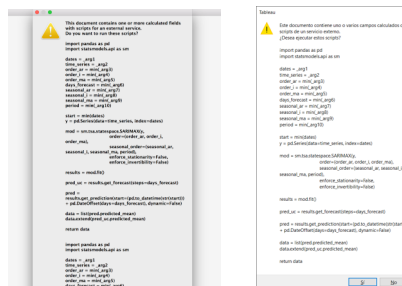 This document contains one or more calculated fields
with scripts for an external service.
Do you want to run these scripts?
import pandas as pd
import statsmodels.api as sm
dates = _arg1
time_series = _arg2
order_ar = min(_arg3)
order_i = min(_arg4)
order_ma = min(_arg5)
days_forecast = min(_arg6)
seasonal_ar = min(_arg7)
seasonal_i = min(_arg8)
seasonal_ma = min(_arg9)
period = min(_arg10)
start = min(dates)
y = pd.Series(data=time_series, index=dates)
mod = sm.tsa.statespace.SARIMAX(y,
order=(order_ar, order_i,
order_ma),
seasonal_order=(seasonal_ar,
seasonal_i, seasonal_ma, period),
enforce_stationarity=False,
enforce_invertibility=False)
results = mod.fit()
pred_uc = results.get_forecast(steps=days_forecast)
pred =
results.get_prediction(start=(pd.to_datetime(str(start))
+ pd.DateOffset(days=days_forecast), dynamic=False)
data = list(pred.predicted_mean)
data.extend(pred_uc.predicted_mean)
return data
import pandas as pd
import statsmodels.api as sm
dates = _arg1
time_series = _arg2
order_ar = min(_arg3)
order_i = min(_arg4)
order_ma = min(_arg5)
days_forecast = min(_arg6)
Tableau
Este documento contiene uno o varios campos calculados
scripts de un servicio externo.
¿Desea ejecutar estos scripts?
import pandas as pd
import statsmodels.api as sm
dates = _arg1
time_series = _arg2
order_ar = min(_arg3)
order_i = min(_arg4)
order_ma = min(_arg5)
days_forecast = min(_arg6)
seasonal_ar = min(_arg7)
seasonal_i = min(_arg8)
seasonal_ma = min(_arg9)
period = min(_arg10)
start = min(dates)
y = pd.Series(data=time_series, index=dates)
mod = sm.tsa.statespace.SARIMAX(y,
order=(order_ar, order_i, order_ma),
seasonal_order=(seasonal_ar, seasonal_i,
seasonal_ma, period),
enforce_stationarity=False,
enforce_invertibility=False)
results = mod.fit()
pred_uc = results.get_forecast(steps=days_forecast)
pred = results.get_prediction(start=(pd.to_datetime(str(start
+ pd.DateOffset(days=days_forecast), dynamic=False)
data = list(pred.predicted_mean)
data.extend(pred_uc.predicted_mean)
return data
Sí
No